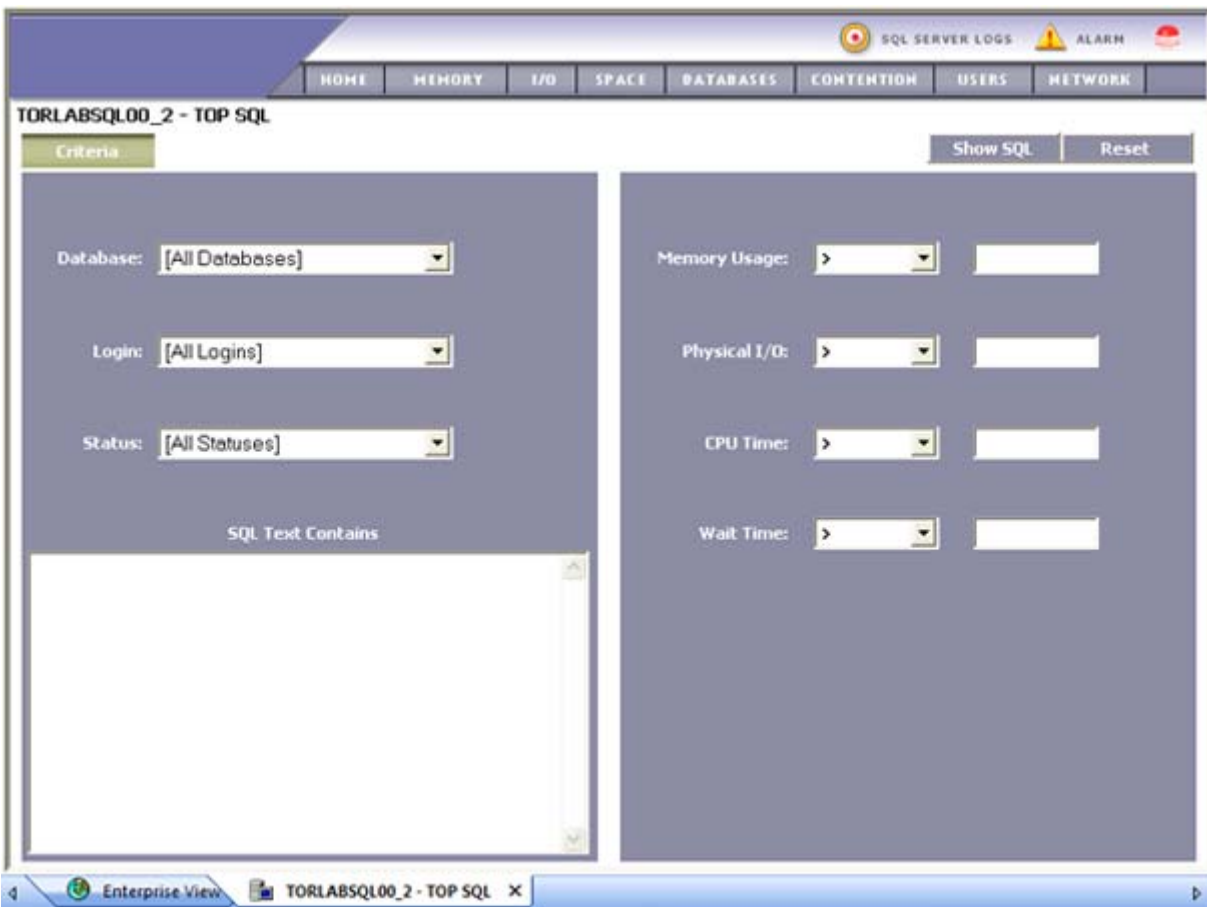 SQL SERVER LOGS ALARM
HOME MEMORY I/O SPACE DATABASES CONTENTION USERS NETWORK
TORLABSQL00_2 - TOP SQL
Criteria Show SQL Reset
Database: [All Databases]
Login: [All Logins]
Status: [All Statuses]
SQL Text Contains
Memory Usage: >
Physical I/O: >
CPU Time: >
Wait Time: >
Enterprise View TORLABSQL00_2 - TOP SQL